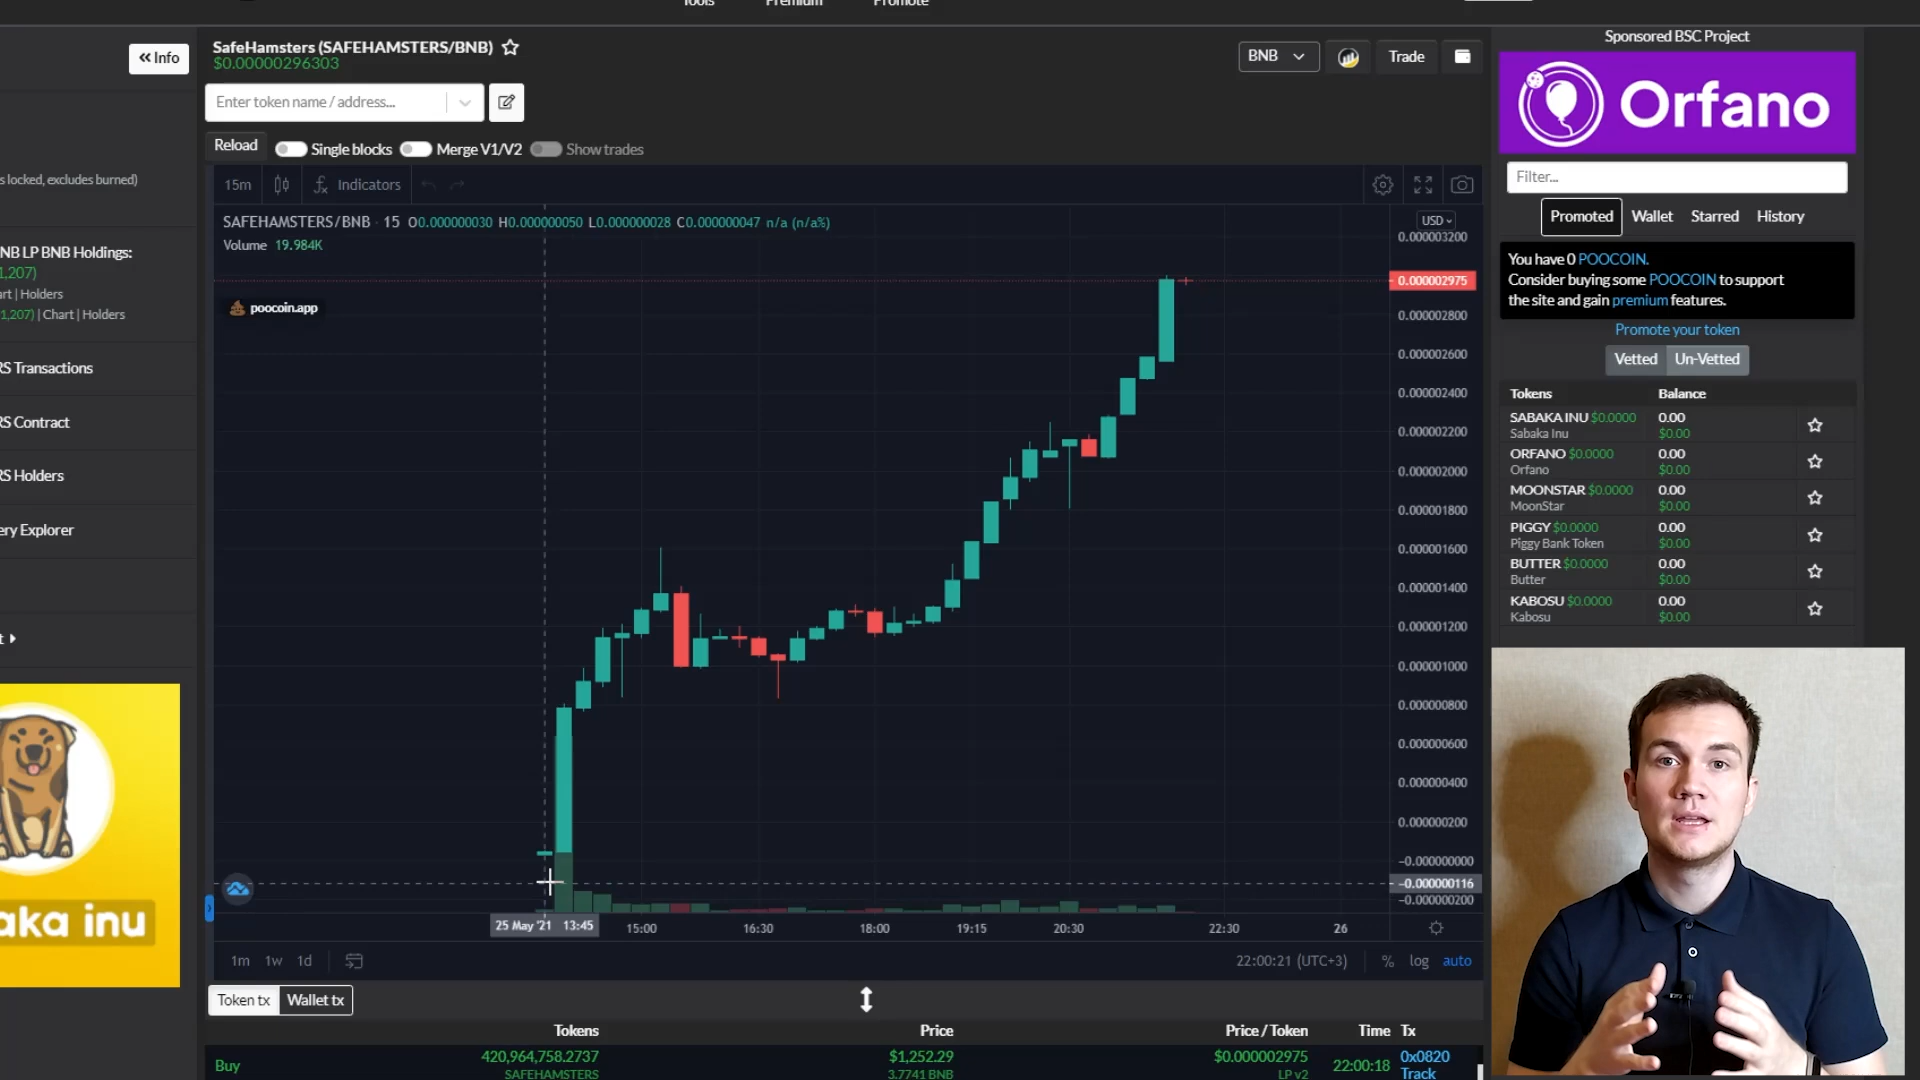 Tools Premium Promote
Info
s locked, excludes burned)
NB LP BNB Holdings:
1,207)
art | Holders
1,207) | Chart | Holders
RS Transactions
RS Contract
RS Holders
ery Explorer
t
aka inu
SafeHamsters (SAFEHAMSTERS/BNB)
$0.00000296303
BNB
Trade
Enter token name / address...
Reload
Single blocks
Merge V1/V2
Show trades
15m
Indicators
SAFEHAMSTERS/BNB · 15 O0.000000030 H0.000000050 L0.000000028 C0.000000047 n/a (n/a%)
Volume 19.984K
poocoin.app
USD
0.000003200
0.000002975
0.000002800
0.000002600
0.000002400
0.000002200
0.000002000
0.000001800
0.000001600
0.000001400
0.000001200
0.000001000
0.000000800
0.000000600
0.000000400
0.000000200
−0.000000000
−0.000000116
−0.000000200
25 May '21 13:45
15:00
16:30
18:00
19:15
20:30
22:30
26
1m 1w 1d
22:00:21 (UTC+3)
% log auto
Token tx
Wallet tx
Tokens Price Price / Token Time Tx
Buy
420,964,758.2737
SAFEHAMSTERS
$1,252.29
3.7741 BNB
$0.000002975
LP v2
22:00:18
0x0820
Track
Sponsored BSC Project
Orfano
Filter...
Promoted Wallet Starred History
You have 0 POOCOIN.
Consider buying some POOCOIN to support
the site and gain premium features.
Promote your token
Vetted Un-Vetted
Tokens Balance
SABAKA INU $0.0000 0.00
Sabaka Inu $0.00
ORFANO $0.0000 0.00
Orfano $0.00
MOONSTAR $0.0000 0.00
MoonStar $0.00
PIGGY $0.0000 0.00
Piggy Bank Token $0.00
BUTTER $0.0000 0.00
Butter $0.00
KABOSU $0.0000 0.00
Kabosu $0.00